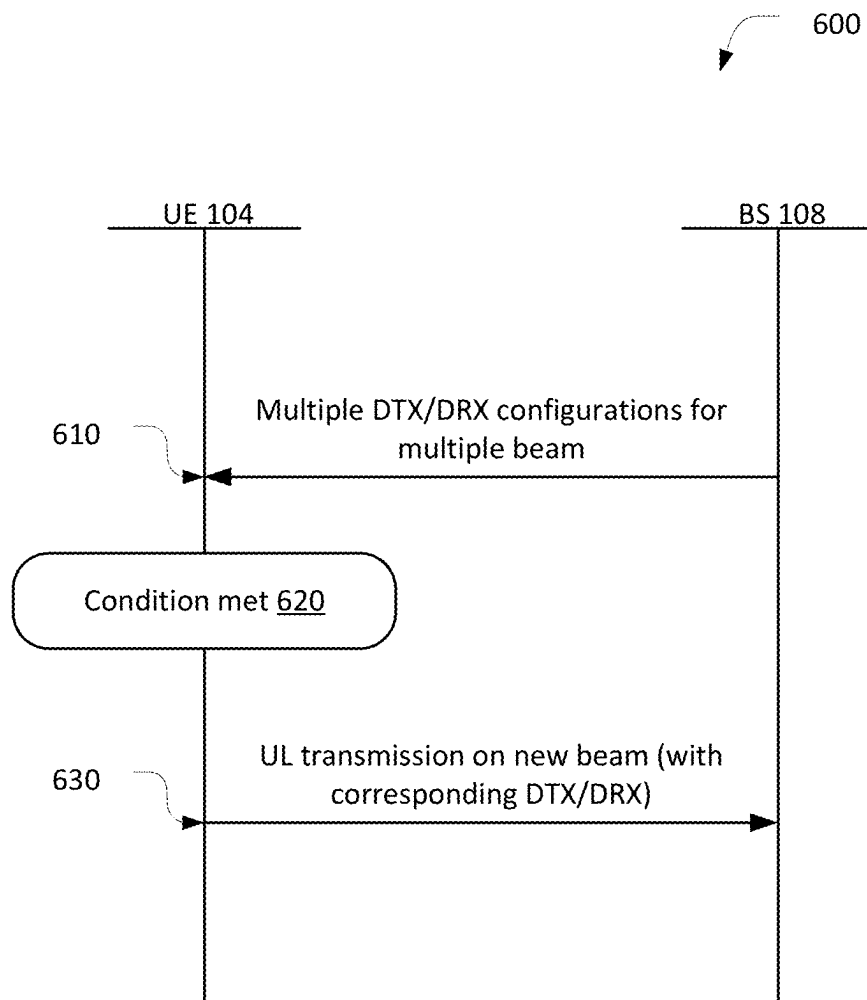 600
UE 104
BS 108
Multiple DTX/DRX configurations for
multiple beam
610
Condition met 620
UL transmission on new beam (with
corresponding DTX/DRX)
630